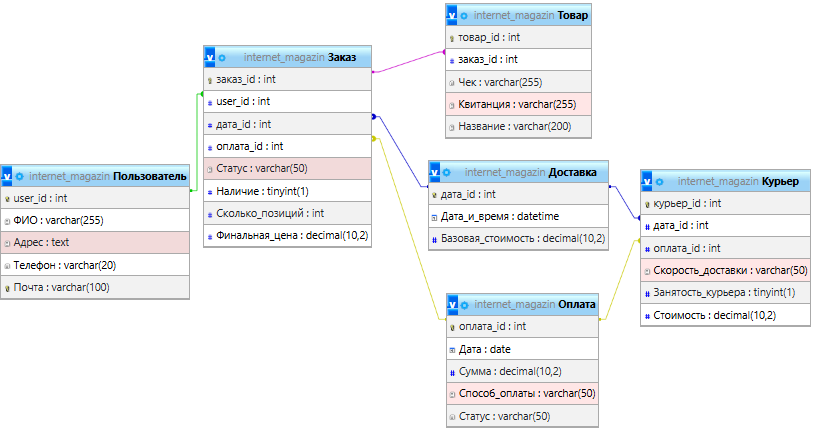 internet_magazin Товар
товар_id : int
заказ_id : int
Чек : varchar(255)
Квитанция : varchar(255)
Название : varchar(200)
internet_magazin Заказ
заказ_id : int
user_id : int
дата_id : int
оплата_id : int
Статус : varchar(50)
Наличие : tinyint(1)
Сколько_позиций : int
Финальная_цена : decimal(10,2)
internet_magazin Пользователь
user_id : int
ФИО : varchar(255)
Адрес : text
Телефон : varchar(20)
Почта : varchar(100)
internet_magazin Доставка
дата_id : int
Дата_и_время : datetime
Базовая_стоимость : decimal(10,2)
internet_magazin Курьер
курьер_id : int
дата_id : int
оплата_id : int
Скорость_доставки : varchar(50)
Занятость_курьера : tinyint(1)
Стоимость : decimal(10,2)
internet_magazin Оплата
оплата_id : int
Дата : date
Сумма : decimal(10,2)
Способ_оплаты : varchar(50)
Статус : varchar(50)